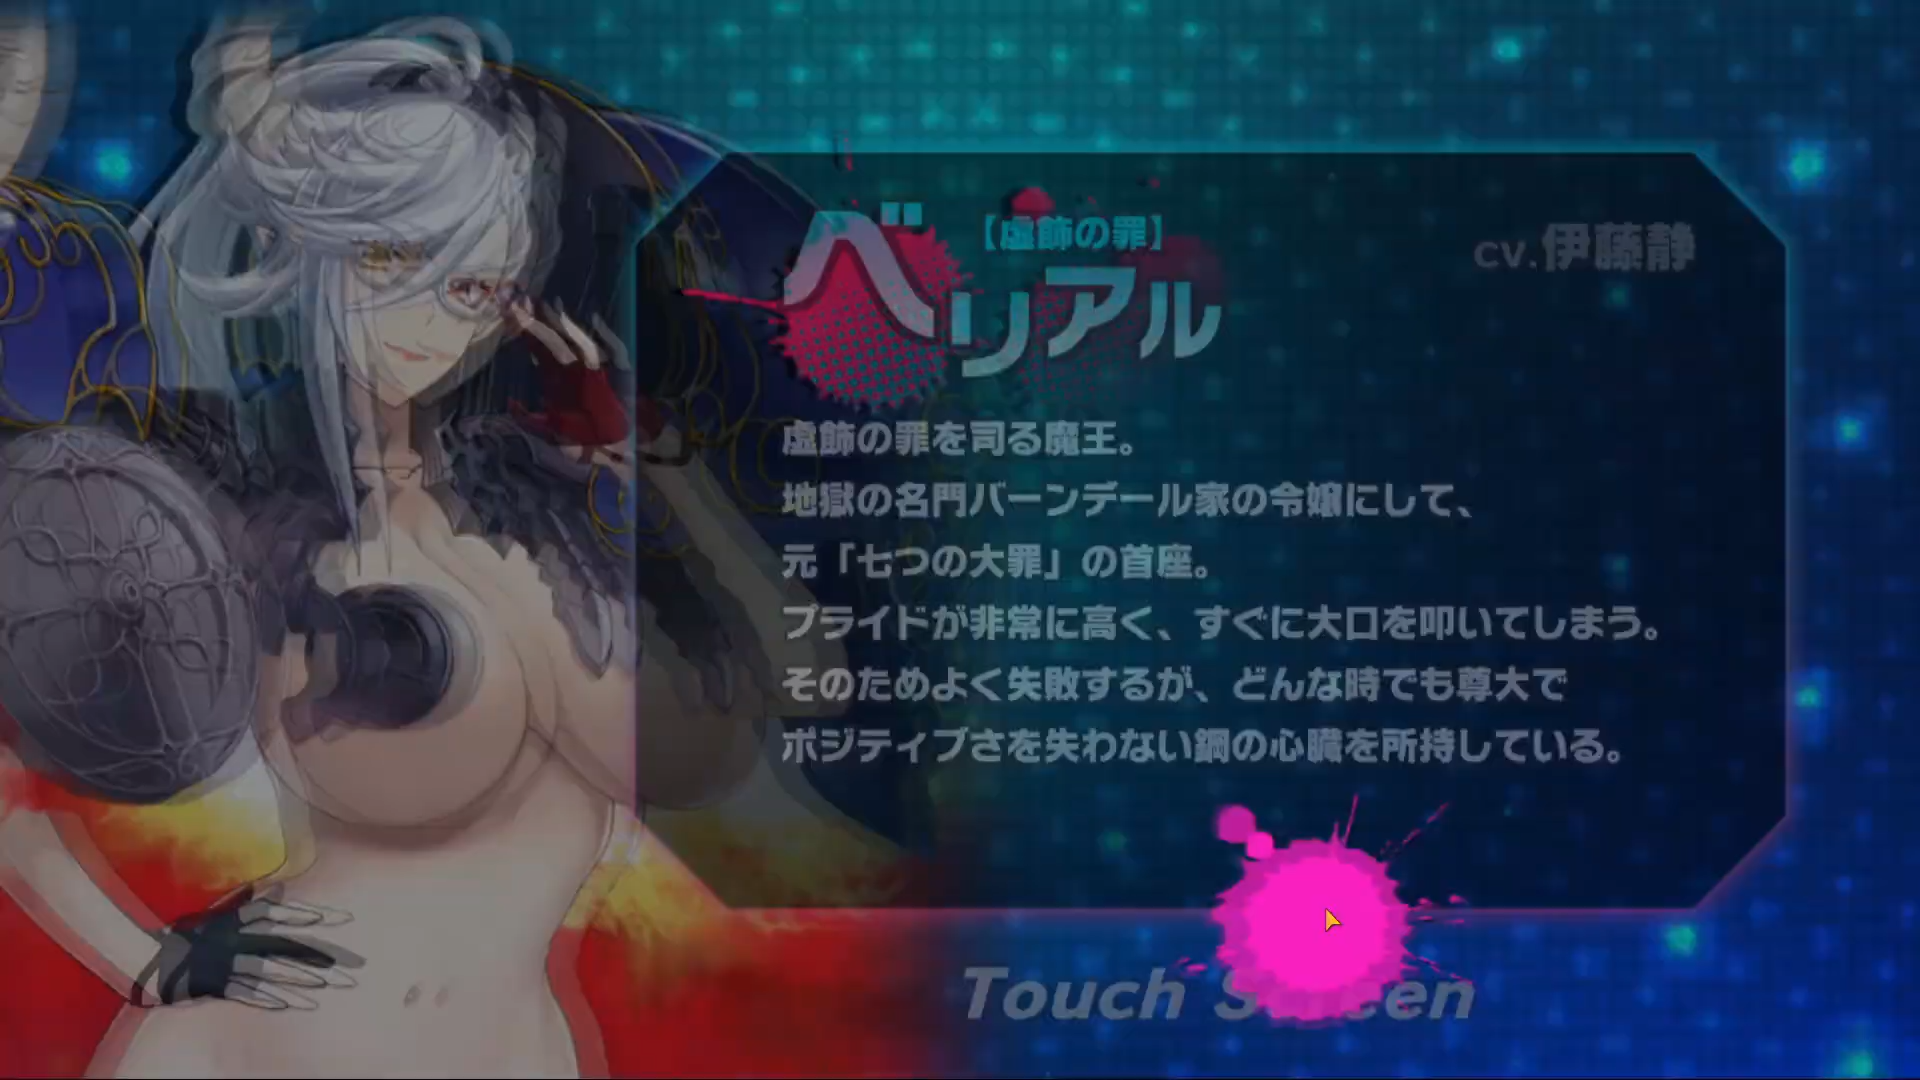 【虚飾の罪】
ベリアル
cv.伊藤静
虚飾の罪を司る魔王。
地獄の名門バーンデール家の令嬢にして、
元「七つの大罪」の首座。
プライドが非常に高く、すぐに大口を叩いてしまう。
そのためよく失敗するが、どんな時でも尊大で
ポジティブさを失わない鋼の心臓を所持している。
Touch Screen